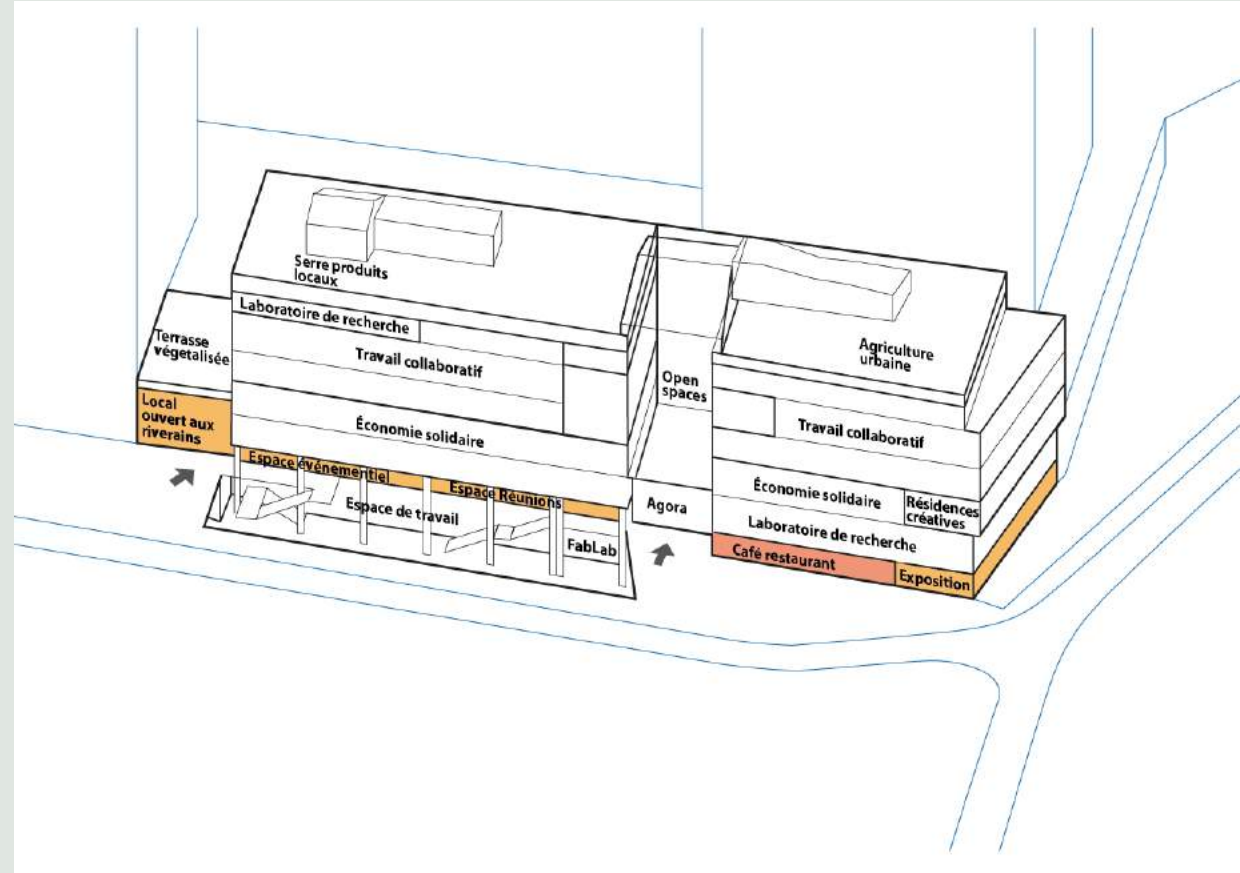 Serre produits
locaux
Laboratoire de recherche
Terrasse
végetalisée
Travail collaboratif
Local
ouvert aux
riverains
Économie solidaire
Espace événementiel
Espace Réunions
Espace de travail
FabLab
Open
spaces
Agora
Agriculture
urbaine
Travail collaboratif
Économie solidaire
Résidences
créatives
Laboratoire de recherche
Café restaurant
Exposition